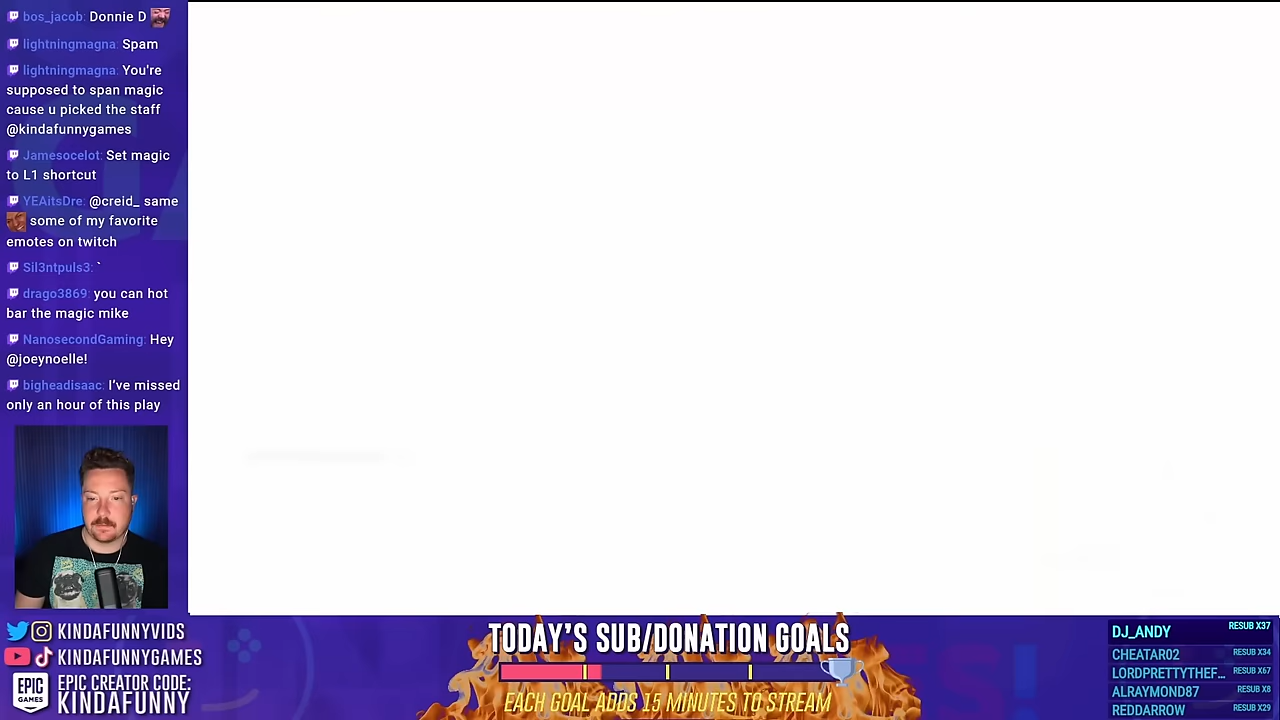 bos_jacob: Donnie D
lightningmagna: Spam
lightningmagna: You're
supposed to span magic
cause u picked the staff
@kindafunnygames
Jamesocelot: Set magic
to L1 shortcut
YEAitsDre: @creid_ same
some of my favorite
emotes on twitch
Sil3ntpuls3: `
drago3869: you can hot
bar the magic mike
NanosecondGaming: Hey
@joeynoelle!
bigheadisaac: I've missed
only an hour of this play
KINDAFUNNYVIDS
KINDAFUNNYGAMES
EPIC
GAMES
EPIC CREATOR CODE:
KINDAFUNNY
TODAY'S SUB/DONATION GOALS
EACH GOAL ADDS 15 MINUTES TO STREAM
DJ_ANDY RESUB X37
CHEATAR02 RESUB X34
LORDPRETTYTHEF... RESUB X67
ALRAYMOND87 RESUB X8
REDDARROW RESUB X29